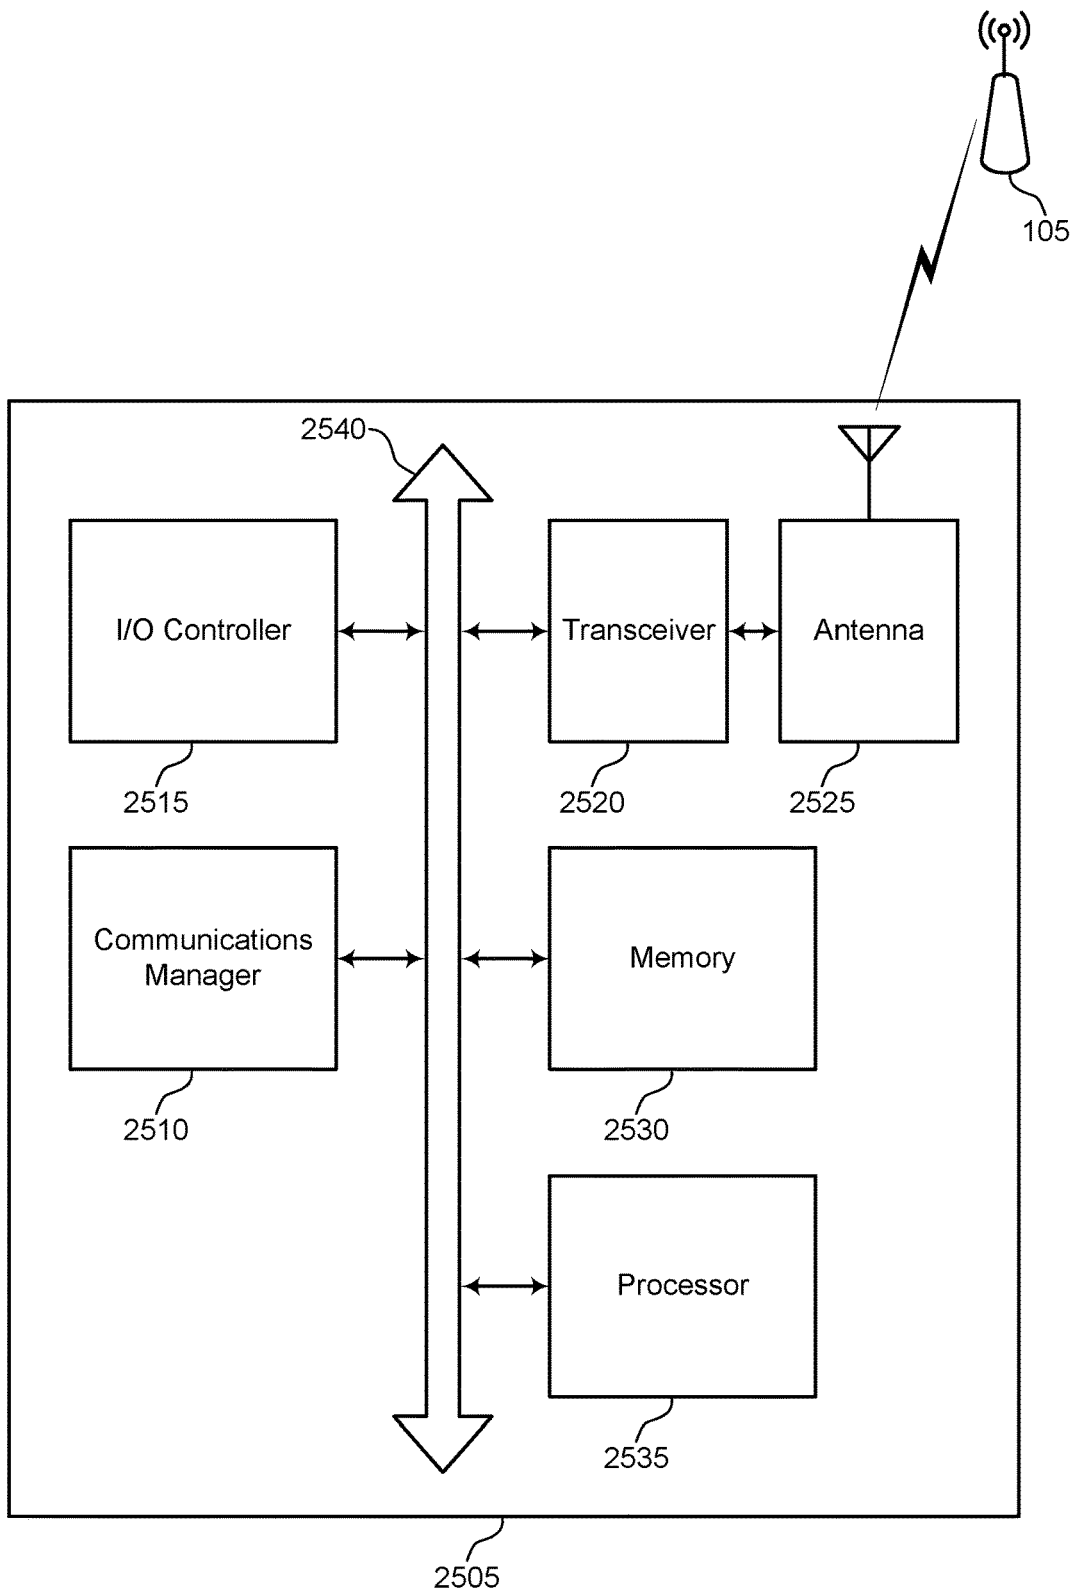 105
2540
I/O Controller
Transceiver
Antenna
2515
2520
2525
Communications
Manager
Memory
2510
2530
Processor
2535
2505